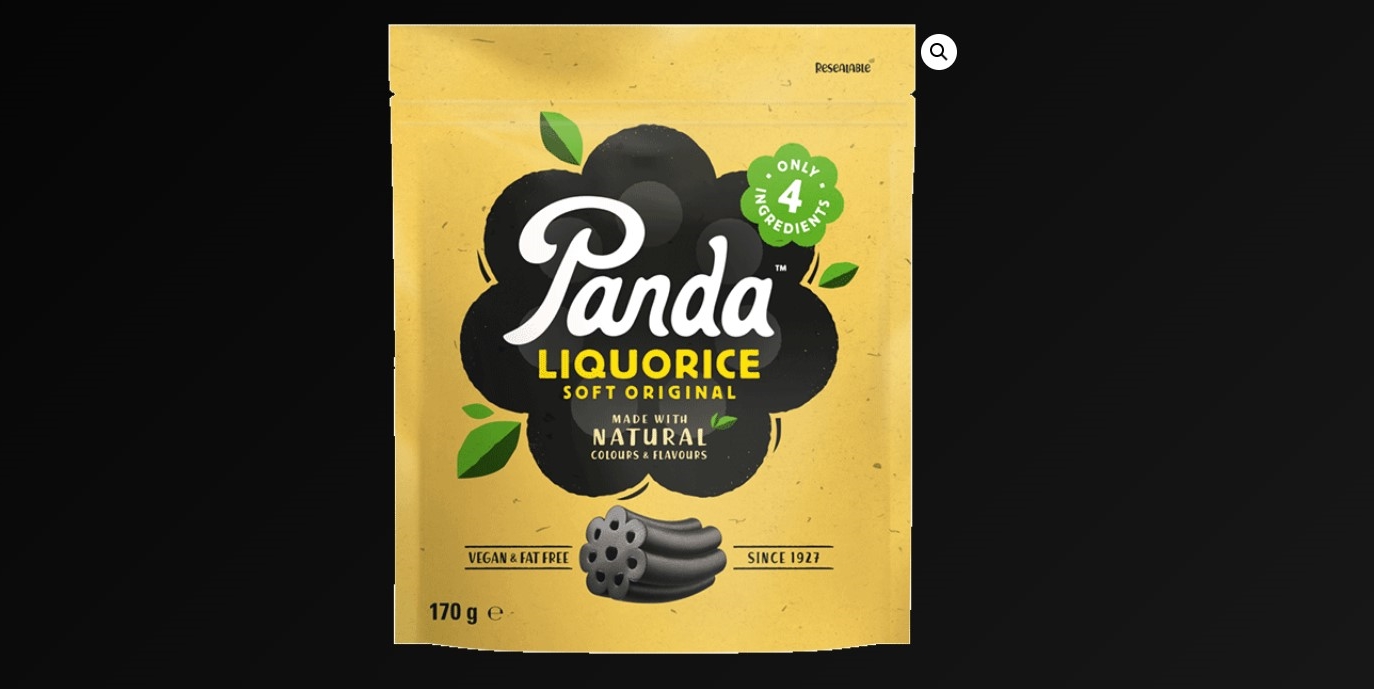 Resealable
ONLY
4
INGREDIENTS
Panda™
LIQUORICE
SOFT ORIGINAL
MADE WITH
NATURAL
COLOURS & FLAVOURS
VEGAN & FAT FREE
SINCE 1927
170 g ℮